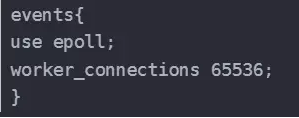 events{
use epoll;
worker_connections 65536;
}